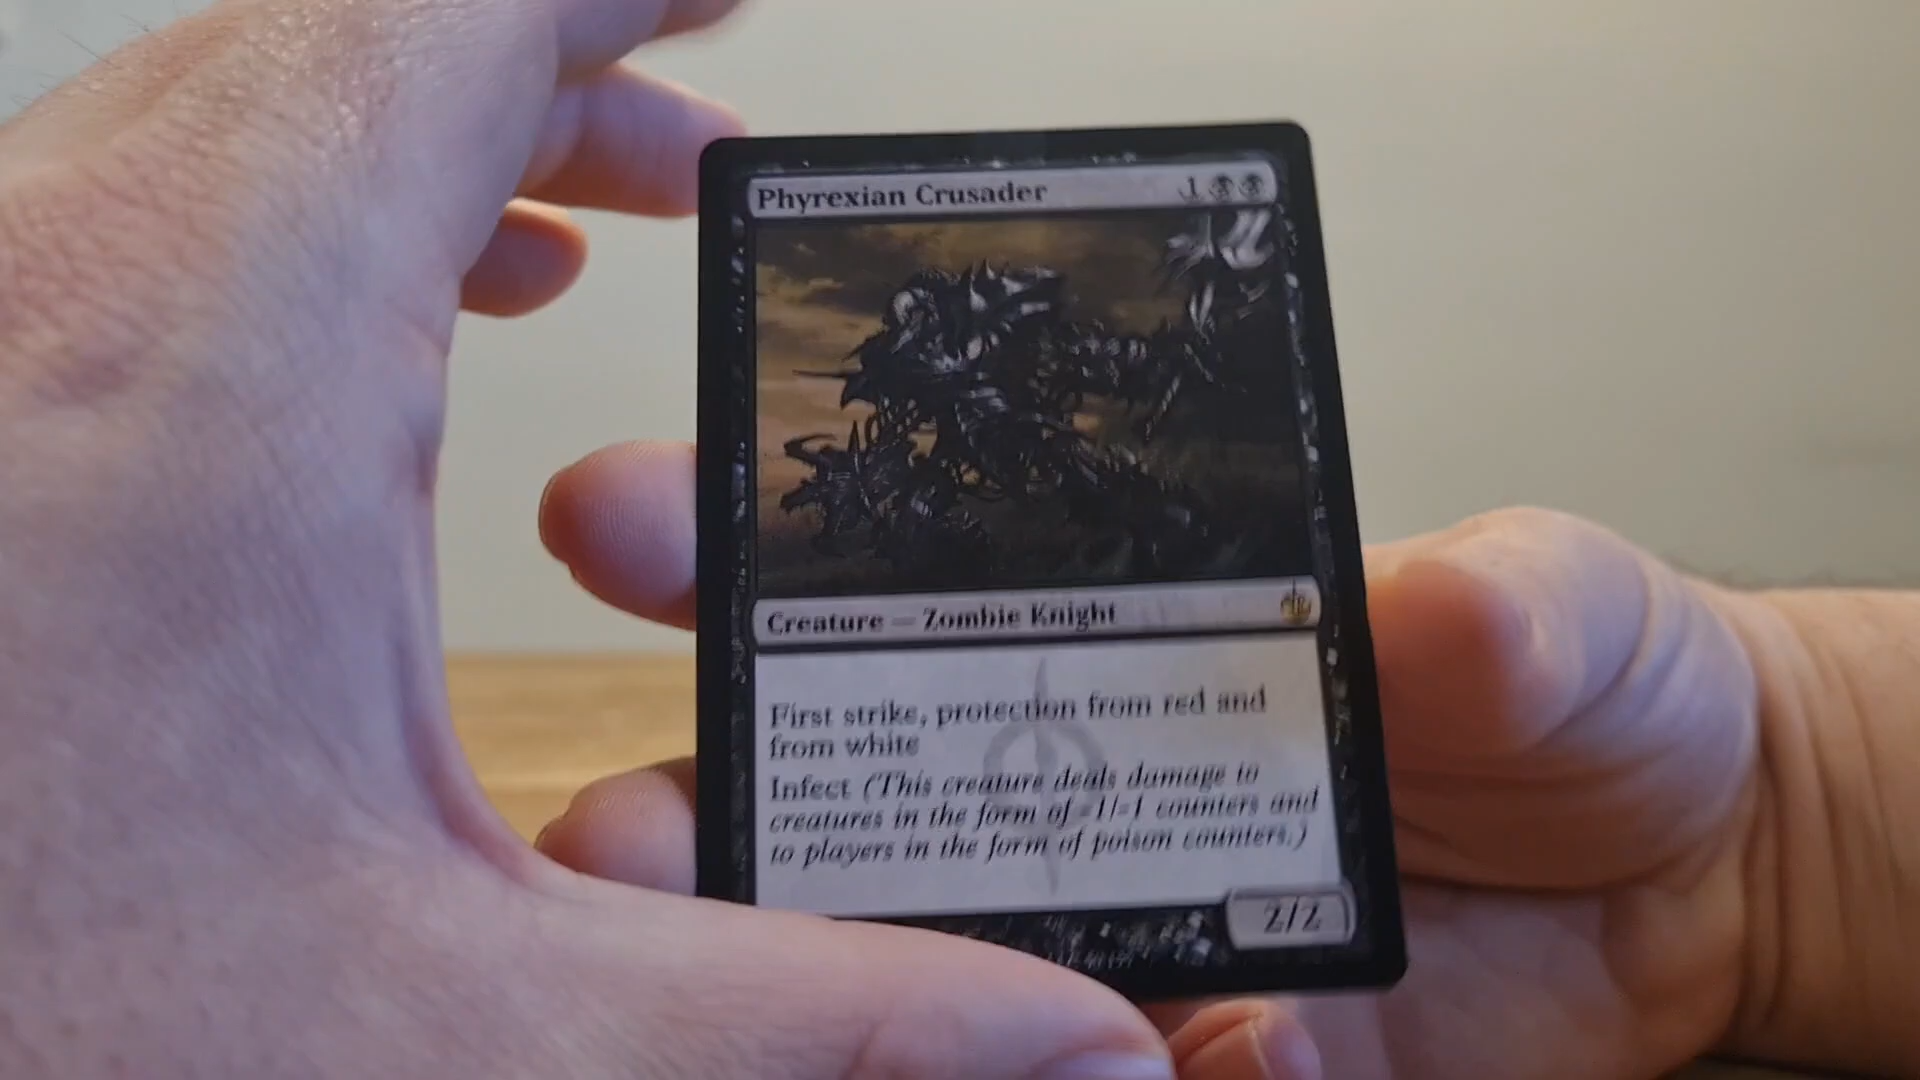 Phyrexian Crusader 1
Creature — Zombie Knight
First strike, protection from red and
from white
Infect (This creature deals damage to
creatures in the form of -1/-1 counters and
to players in the form of poison counters.)
2/2